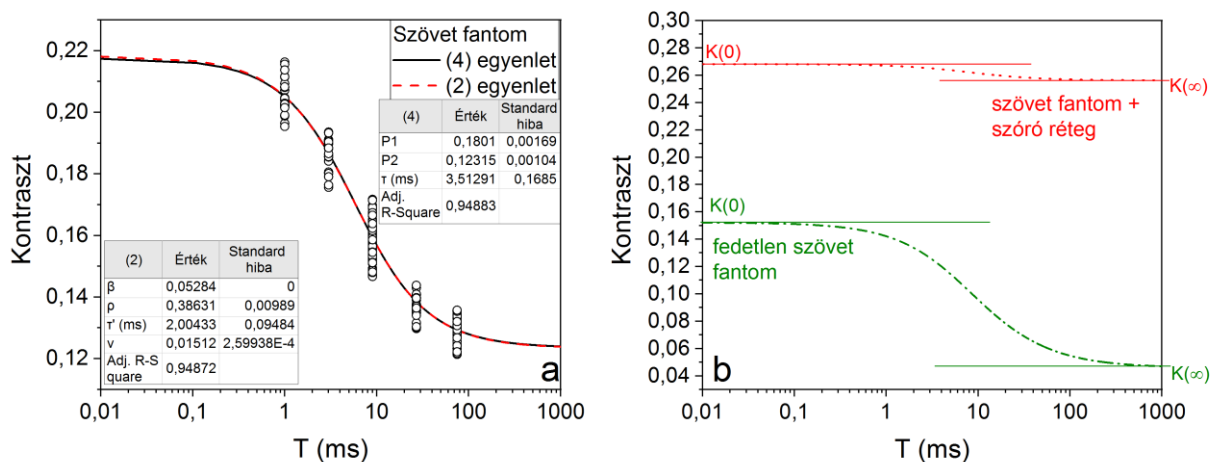 Kontraszt
0,22
0,20
0,18
0,16
0,14
0,12
Szövet fantom
(4) egyenlet
(2) egyenlet
(4) Érték Standard hiba
P1 0,1801 0,00169
P2 0,12315 0,00104
τ (ms) 3,51291 0,1685
Adj. R-Square 0,94883
(2) Érték Standard hiba
β 0,05284 0
ρ 0,38631 0,00989
τ' (ms) 2,00433 0,09484
ν 0,01512 2,59938E-4
Adj. R-S quare 0,94872
a
0,01 0,1 1 10 100 1000
T (ms)
Kontraszt
0,30
0,28
0,26
0,24
0,22
0,20
0,18
0,16
0,14
0,12
0,10
0,08
0,06
0,04
K(0)
K(∞)
szövet fantom +
szóró réteg
K(0)
fedetlen szövet
fantom
K(∞)
b
0,01 0,1 1 10 100 1000
T (ms)